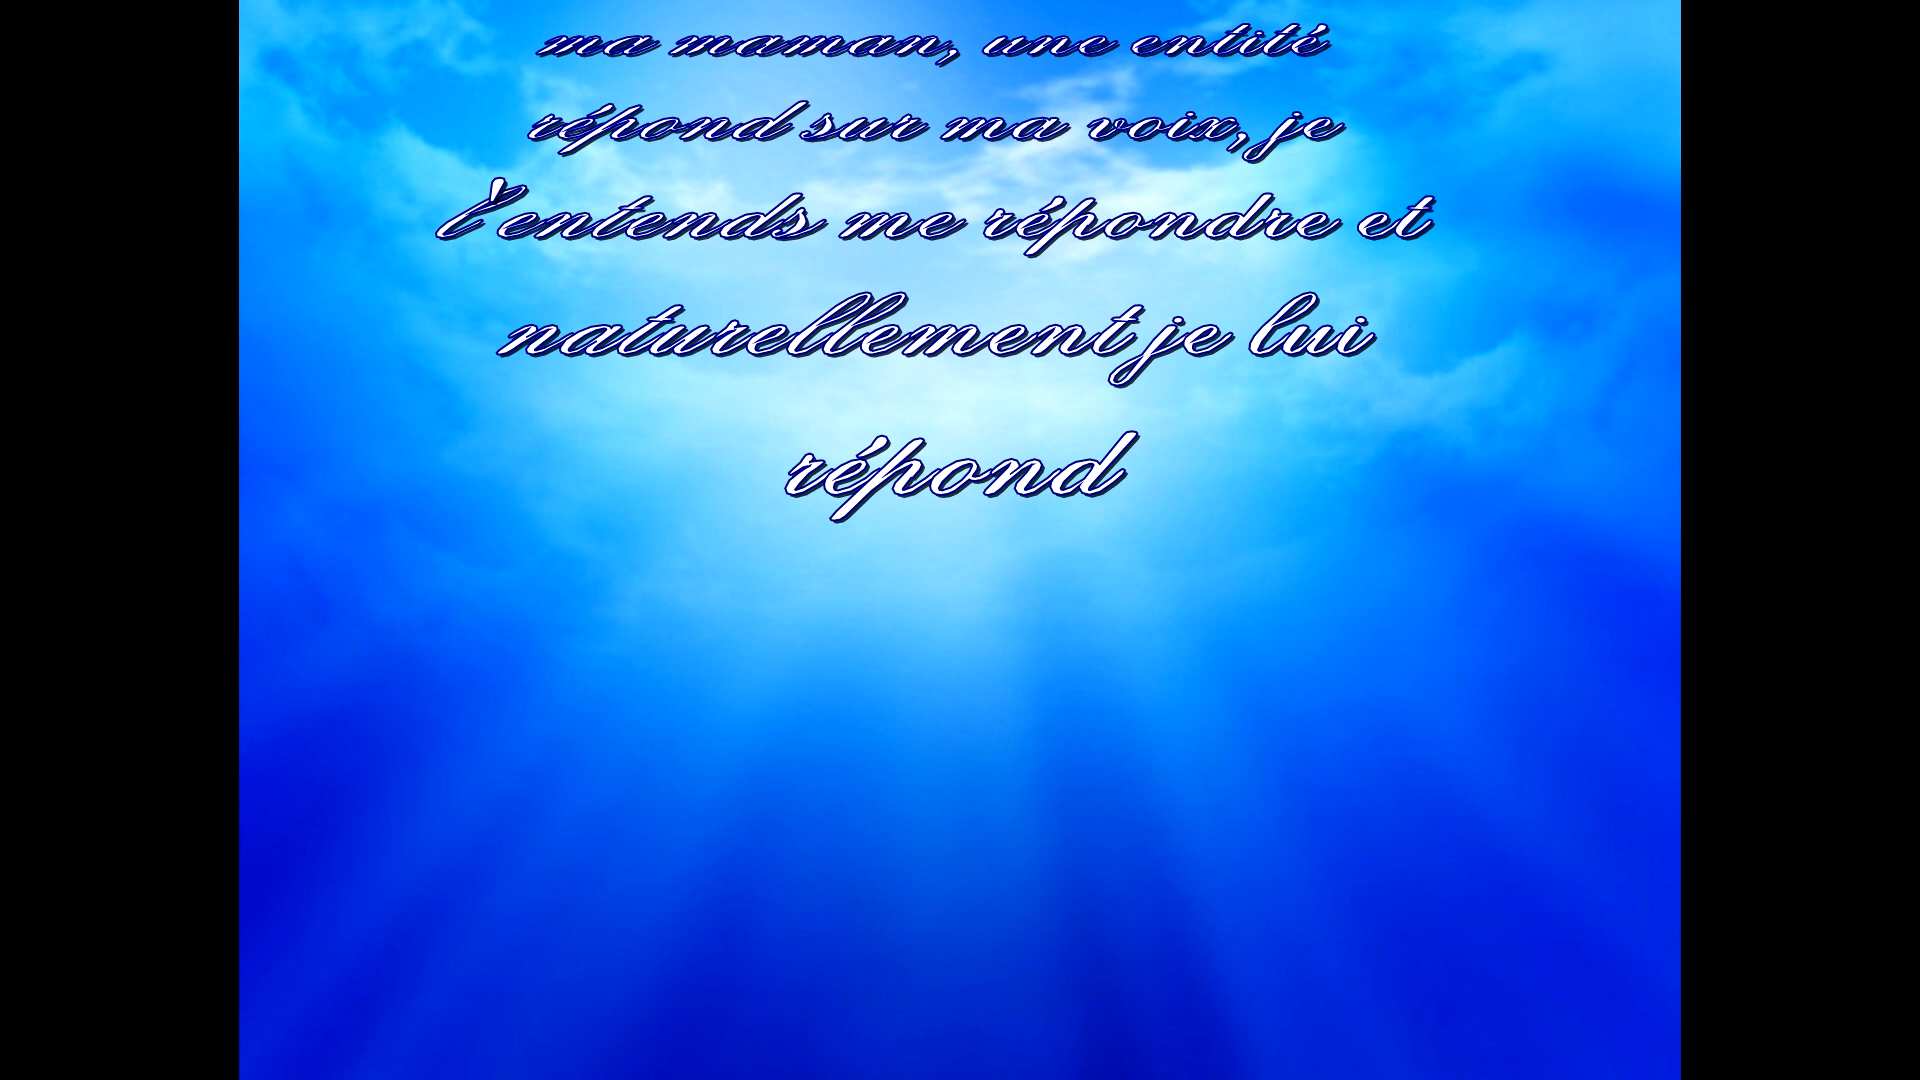 ma maman, une entité
répond sur ma voix, je
l'entends me répondre et
naturellement je lui
répond